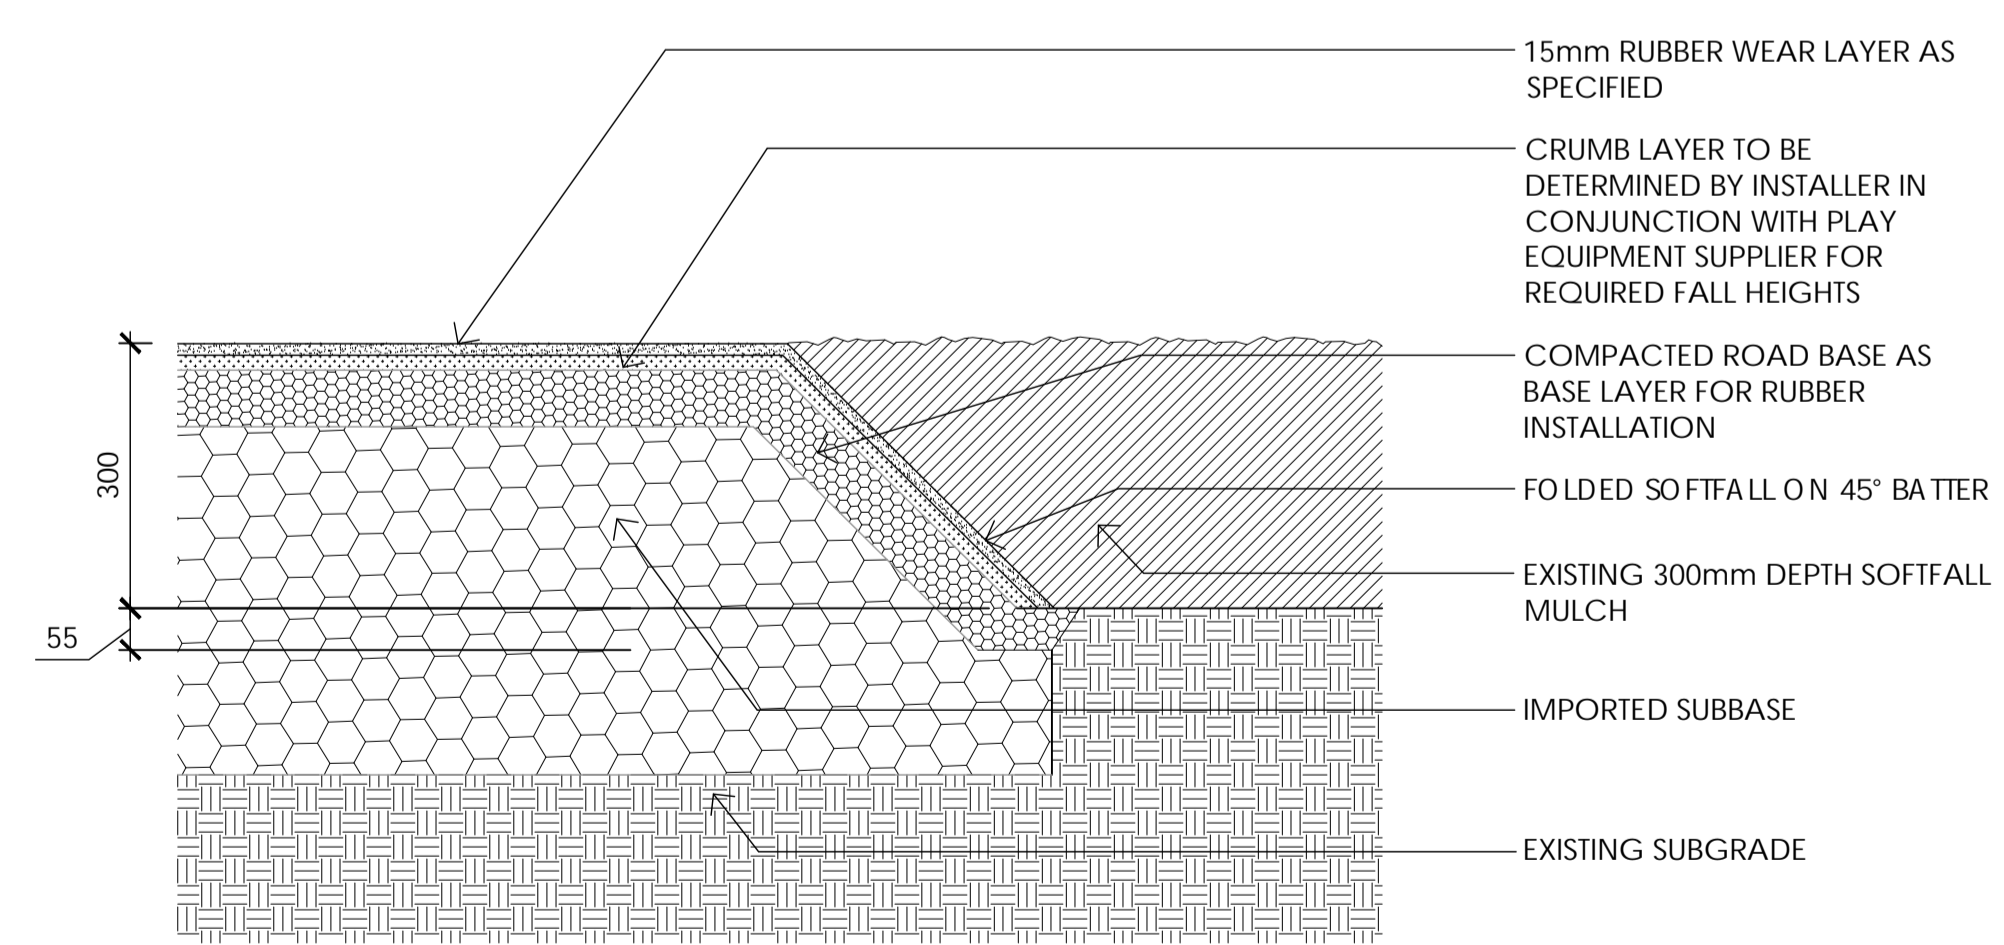 15mm RUBBER WEAR LAYER AS
SPECIFIED
CRUMB LAYER TO BE
DETERMINED BY INSTALLER IN
CONJUNCTION WITH PLAY
EQUIPMENT SUPPLIER FOR
REQUIRED FALL HEIGHTS
COMPACTED ROAD BASE AS
BASE LAYER FOR RUBBER
INSTALLATION
300
FOLDED SOFTFALL ON 45° BATTER
EXISTING 300mm DEPTH SOFTFALL
MULCH
55
IMPORTED SUBBASE
EXISTING SUBGRADE